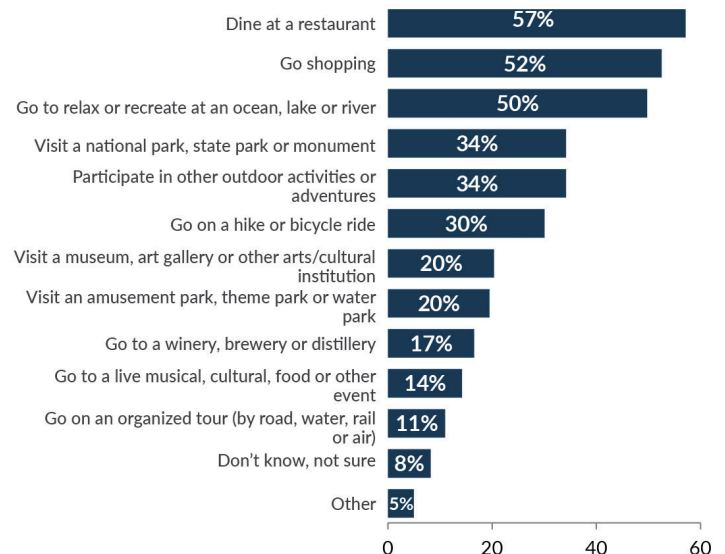 Dine at a restaurant
57%
Go shopping
52%
Go to relax or recreate at an ocean, lake or river
50%
Visit a national park, state park or monument
34%
Participate in other outdoor activities or
adventures
34%
Go on a hike or bicycle ride
30%
Visit a museum, art gallery or other arts/cultural
institution
20%
Visit an amusement park, theme park or water
park
20%
Go to a winery, brewery or distillery
17%
Go to a live musical, cultural, food or other
event
14%
Go on an organized tour (by road, water, rail
or air)
11%
Don’t know, not sure
8%
Other
5%
0 20 40 60